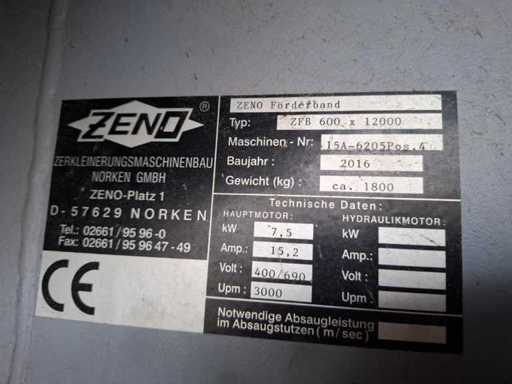 ZENO ®
ZERKLEINERUNGSMASCHINENBAU
NORKEN GMBH
ZENO-Platz 1
D-57629 NORKEN
Tel.: 02661/95 96-0
Fax: 02661/95 96 47-49
CE
ZENO Förderband
Typ: ZFB 600 x 12000
Maschinen-Nr: 15A-6205Pos.4
Baujahr: 2016
Gewicht (kg): ca. 1800
Technische Daten:
HAUPTMOTOR: HYDRAULIKMOTOR:
kW 7,5 kW
Amp.: 15,2 Amp.:
Volt: 400/690 Volt:
Upm: 3000 Upm
Notwendige Absaugleistung
im Absaugstutzen (m/sec)